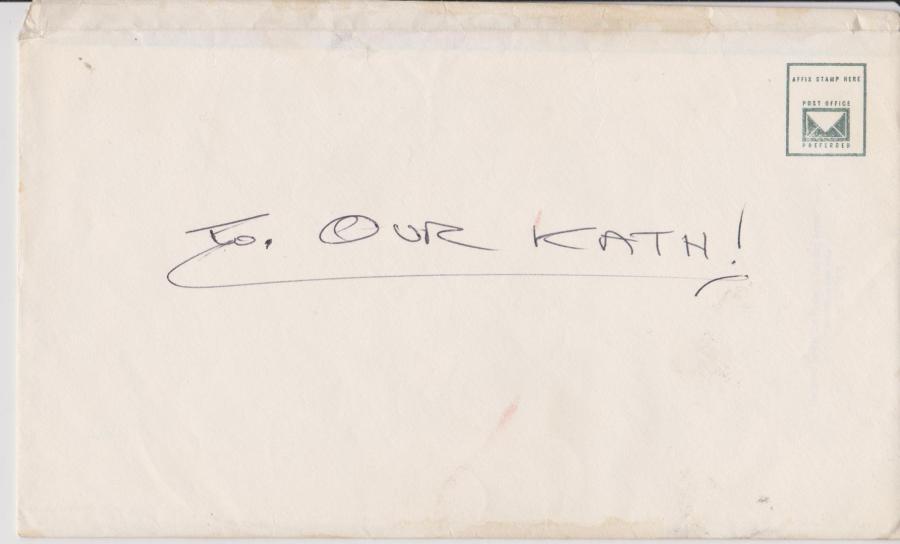 AFFIX STAMP HERE
POST OFFICE
PREFERRED
To. OUR KATH!